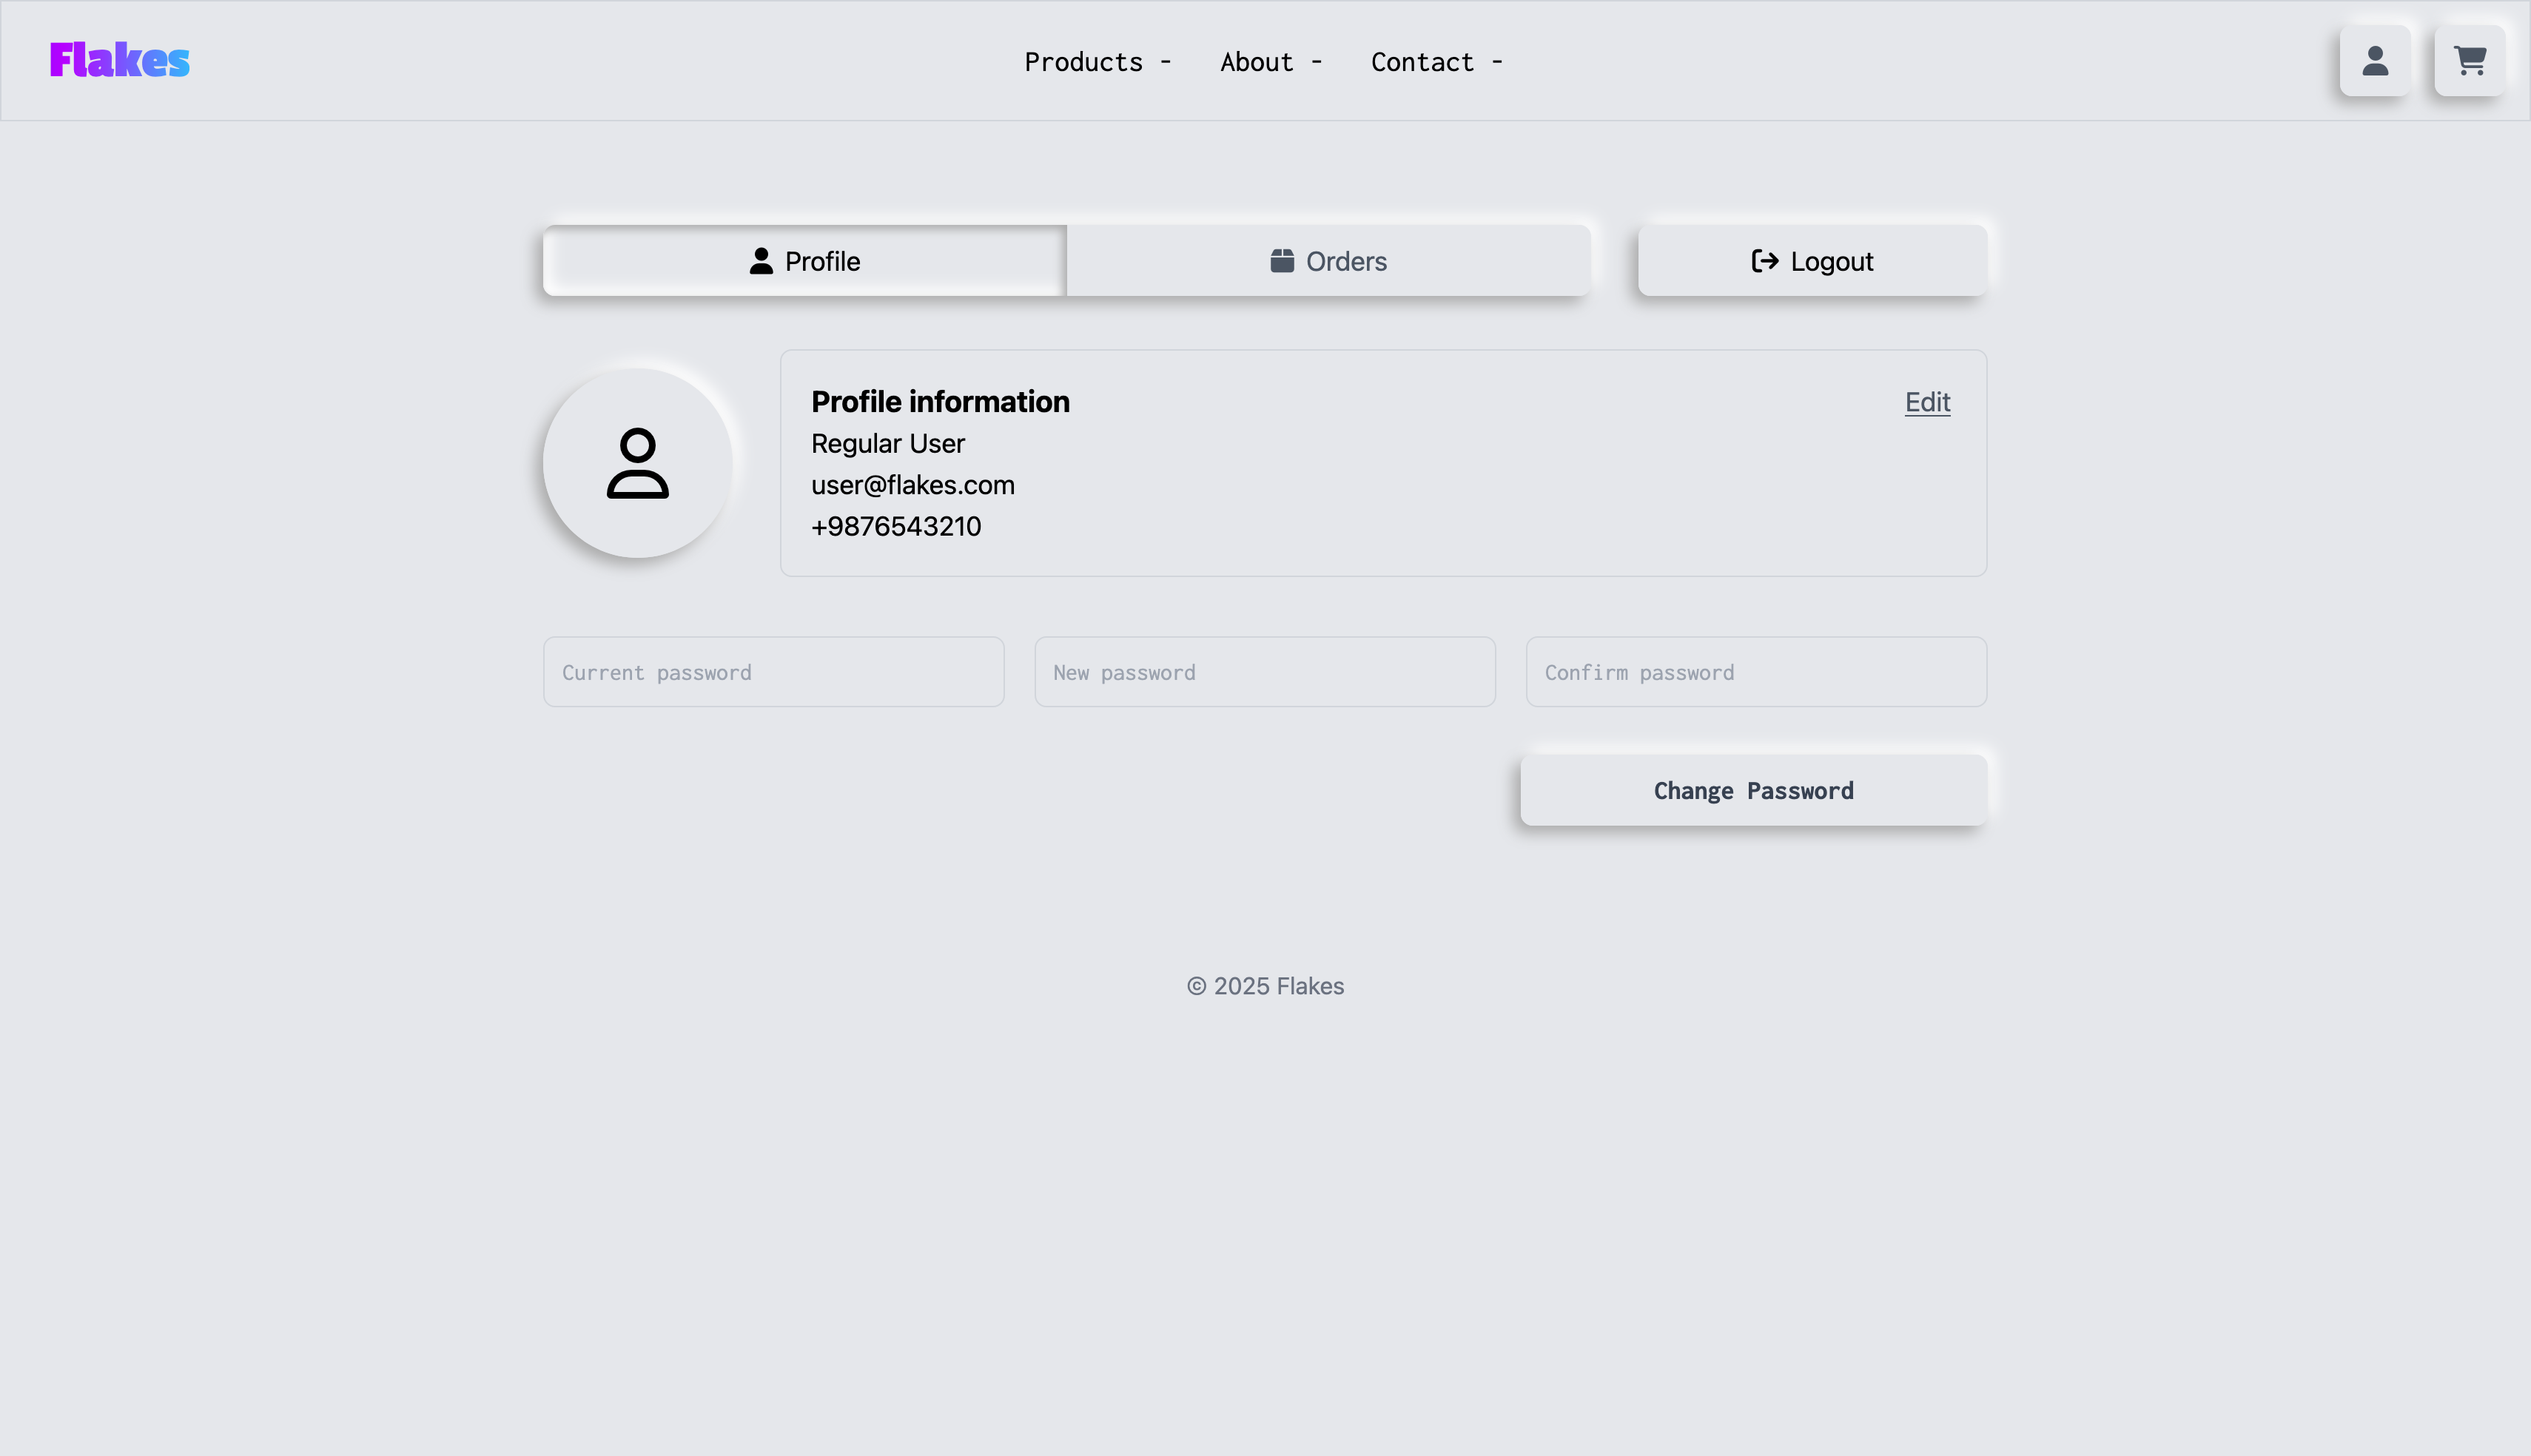 Flakes
Products -
About -
Contact -
Profile
Orders
Logout
Profile information
Edit
Regular User
user@flakes.com
+9876543210
Current password
New password
Confirm password
Change Password
© 2025 Flakes